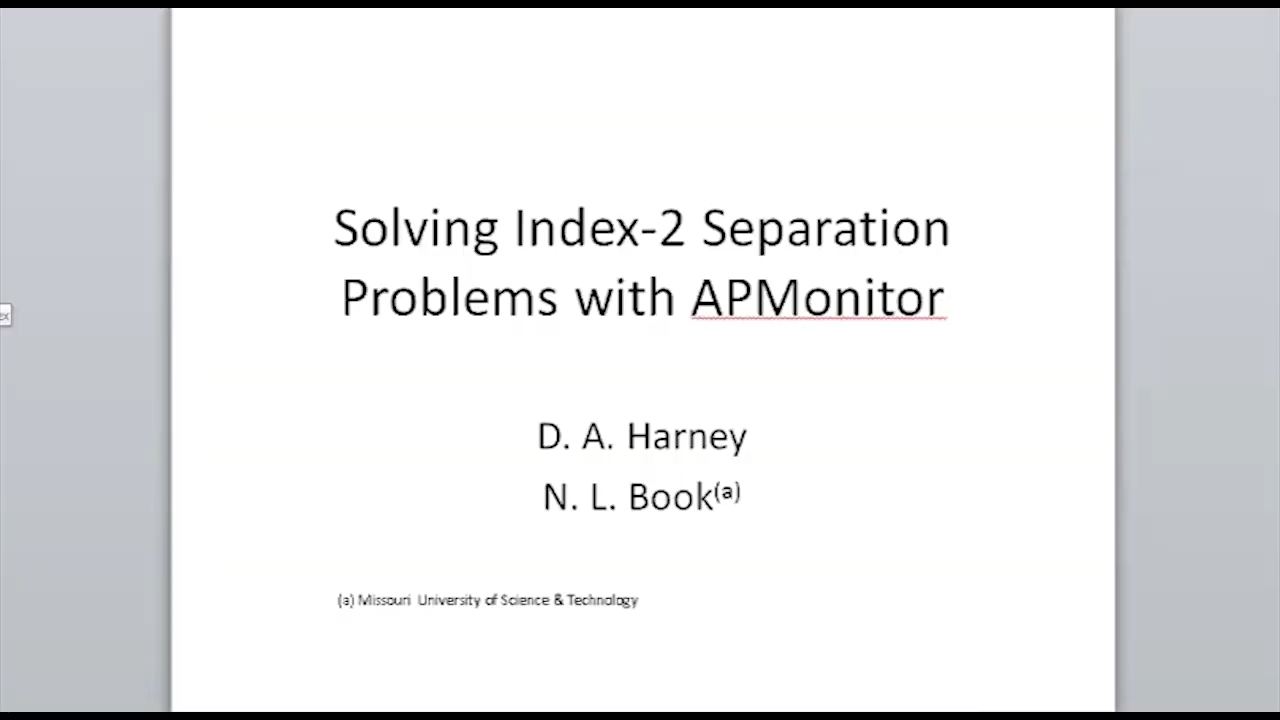 Solving Index-2 Separation
Problems with APMonitor
D. A. Harney
N. L. Book(a)
(a) Missouri University of Science & Technology